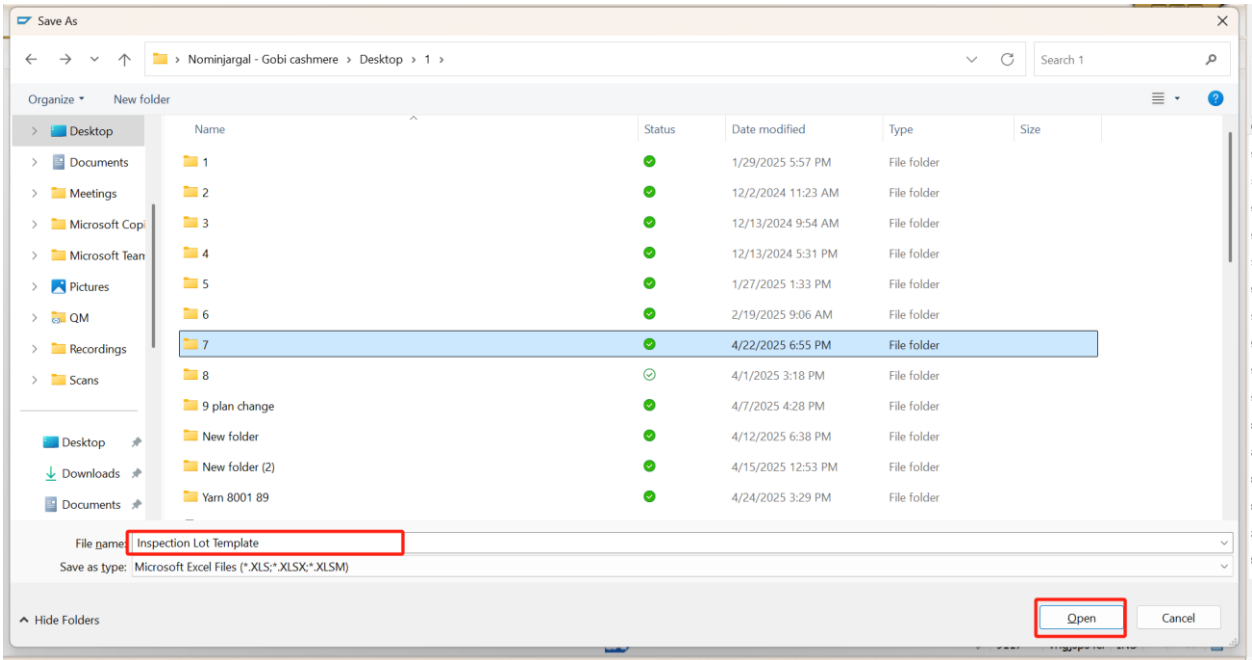 Save As
Nominjargal - Gobi cashmere > Desktop > 1 >
Search 1
Organize
New folder
Name Status Date modified Type Size
Desktop
Documents
Meetings
Microsoft Copi
Microsoft Team
Pictures
QM
Recordings
Scans
Desktop
Downloads
Documents
1 1/29/2025 5:57 PM File folder
2 12/2/2024 11:23 AM File folder
3 12/13/2024 9:54 AM File folder
4 12/13/2024 5:31 PM File folder
5 1/27/2025 1:33 PM File folder
6 2/19/2025 9:06 AM File folder
7 4/22/2025 6:55 PM File folder
8 4/1/2025 3:18 PM File folder
9 plan change 4/7/2025 4:28 PM File folder
New folder 4/12/2025 6:38 PM File folder
New folder (2) 4/15/2025 12:53 PM File folder
Yarn 8001 89 4/24/2025 3:29 PM File folder
File name: Inspection Lot Template
Save as type: Microsoft Excel Files (*.XLS;*.XLSX;*.XLSM)
Hide Folders
Open
Cancel